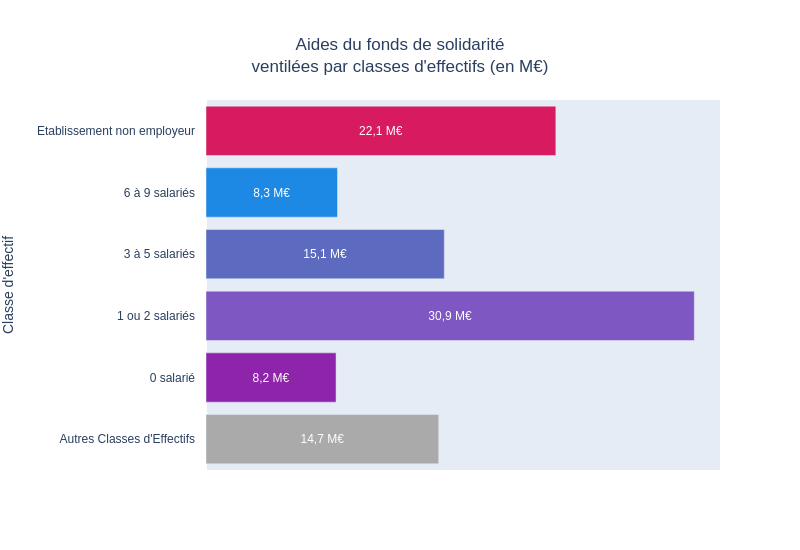 Aides du fonds de solidarité
ventilées par classes d'effectifs (en M€)
Classe d'effectif
Etablissement non employeur
22,1 M€
6 à 9 salariés
8,3 M€
3 à 5 salariés
15,1 M€
1 ou 2 salariés
30,9 M€
0 salarié
8,2 M€
Autres Classes d'Effectifs
14,7 M€